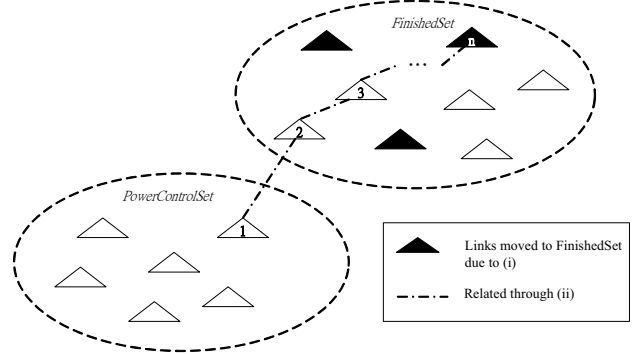 FinishedSet
n
...
3
2
PowerControlSet
1
Links moved to FinishedSet
due to (i)
Related through (ii)